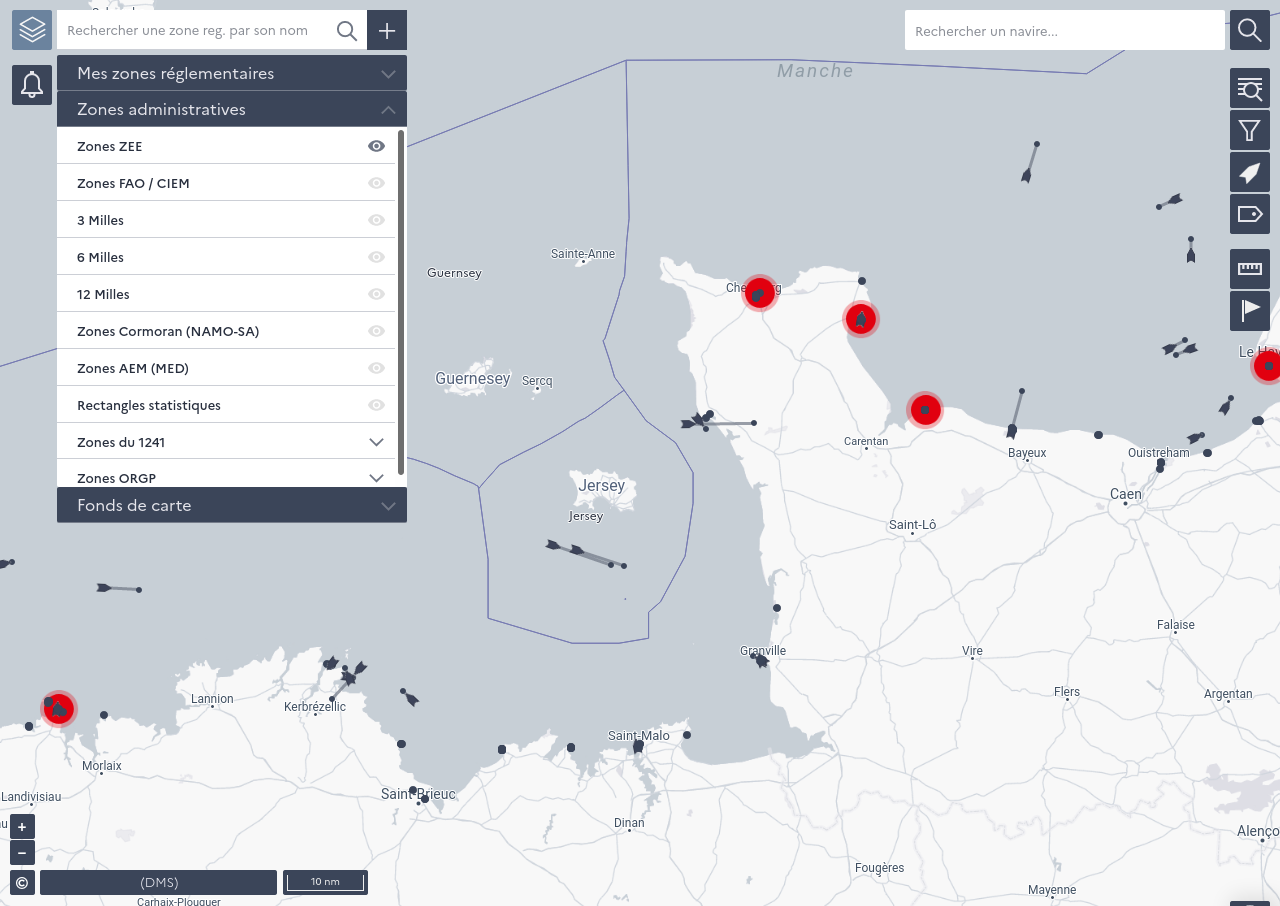 Rechercher une zone reg. par son nom
Rechercher un navire...
Mes zones réglementaires
Zones administratives
Zones ZEE
Zones FAO / CIEM
3 Milles
6 Milles
12 Milles
Zones Cormoran (NAMO-SA)
Zones AEM (MED)
Rectangles statistiques
Zones du 1241
Zones ORGP
Fonds de carte
Manche
Sainte-Anne
Guernsey
Guernesey
Sercq
Carentan
Bayeux
Ouistreham
Caen
Jersey
Jersey
Saint-Lô
Falaise
Granville
Vire
Flers
Argentan
Lannion
Kerbrézellic
Saint-Malo
Morlaix
Landivisiau
Saint-Brieuc
Dinan
Fougères
Mayenne
Carhaix-Plouguer
+
−
©
(DMS)
10 nm